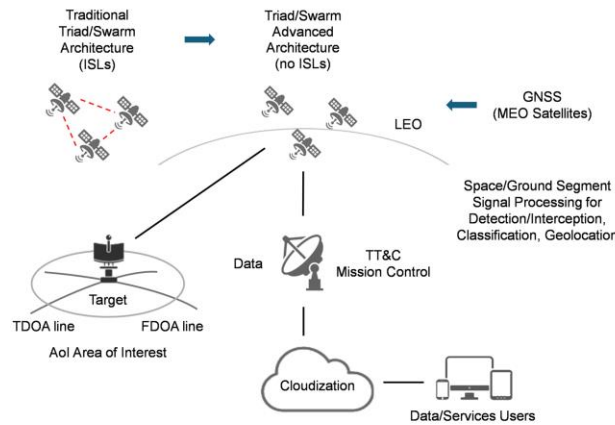 Traditional
Triad/Swarm
Architecture
(ISLs)
Triad/Swarm
Advanced
Architecture
(no ISLs)
GNSS
(MEO Satellites)
LEO
Space/Ground Segment
Signal Processing for
Detection/Interception,
Classification, Geolocation
Data
TT&C
Mission Control
Target
TDOA line
FDOA line
AoI Area of Interest
Cloudization
Data/Services Users